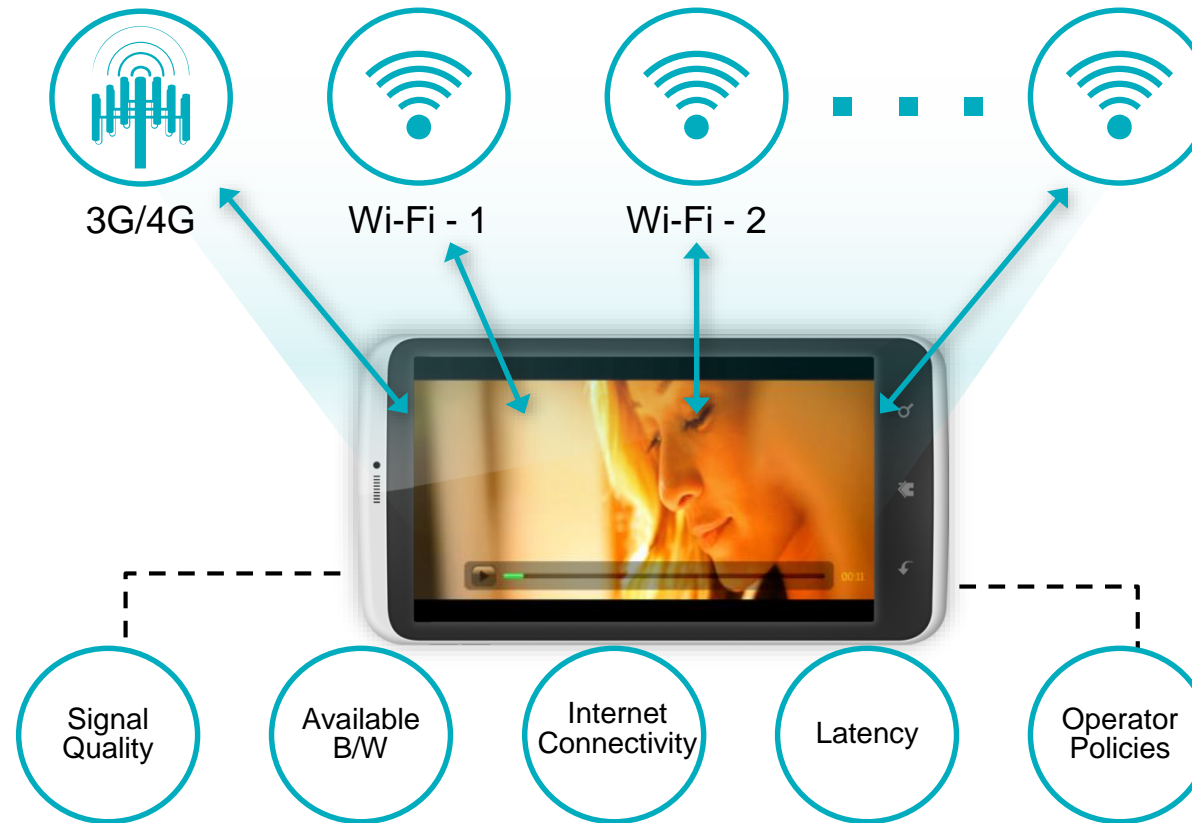 3G/4G
Wi-Fi - 1
Wi-Fi - 2
00:11
Signal
Quality
Available
B/W
Internet
Connectivity
Latency
Operator
Policies